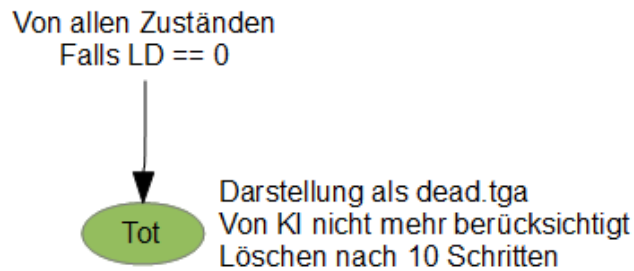 Von allen Zuständen
Falls LD == 0
Tot
Darstellung als dead.tga
Von KI nicht mehr berücksichtigt
Löschen nach 10 Schritten